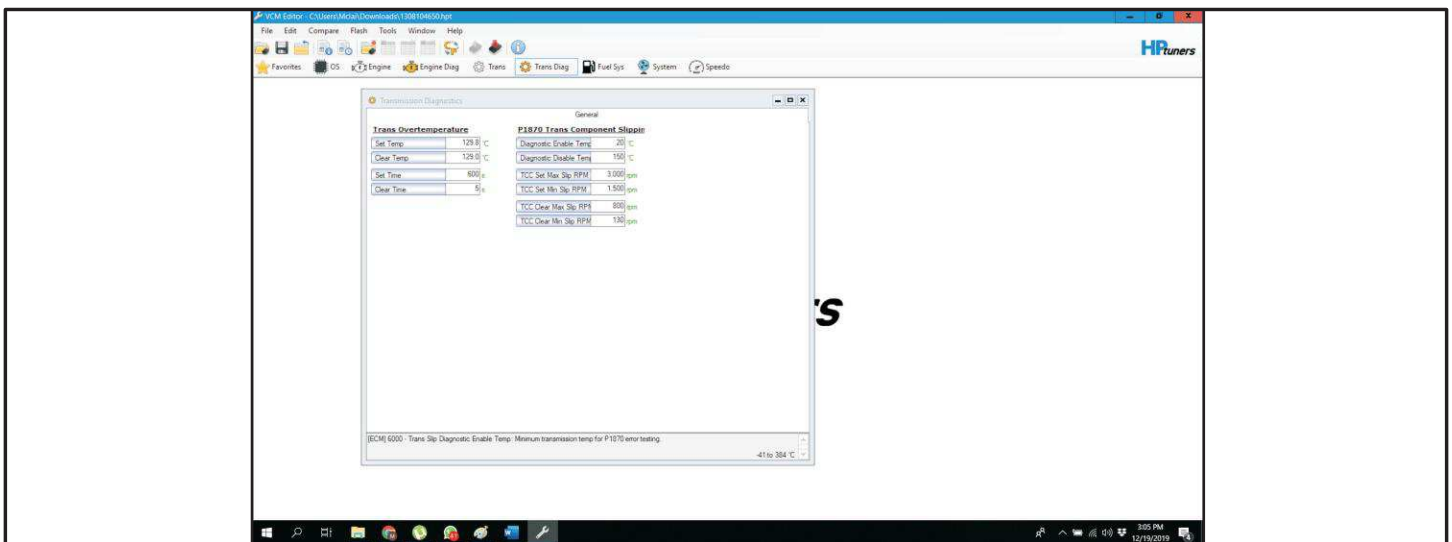 VCM Editor - C:\Users\Mclai\Downloads\1308104650.hpt
File Edit Compare Flash Tools Window Help
HPtuners
Favorites OS Engine Engine Diag Trans Trans Diag Fuel Sys System Speedo
Transmission Diagnostics
General
Trans Overtemperature P1870 Trans Component Slippin
Set Temp 129.8 °C Diagnostic Enable Temp 20 °C
Clear Temp 129.0 °C Diagnostic Disable Tem 150 °C
Set Time 600 s TCC Set Max Slip RPM 3,000 rpm
Clear Time 5 s TCC Set Min Slip RPM 1,500 rpm
TCC Clear Max Slip RPM 800 rpm
TCC Clear Min Slip RPM 130 rpm
rs
[ECM] 6000 - Trans Slip Diagnostic Enable Temp: Minimum transmission temp for P1870 error testing.
-41 to 384 °C
3:05 PM
12/19/2019